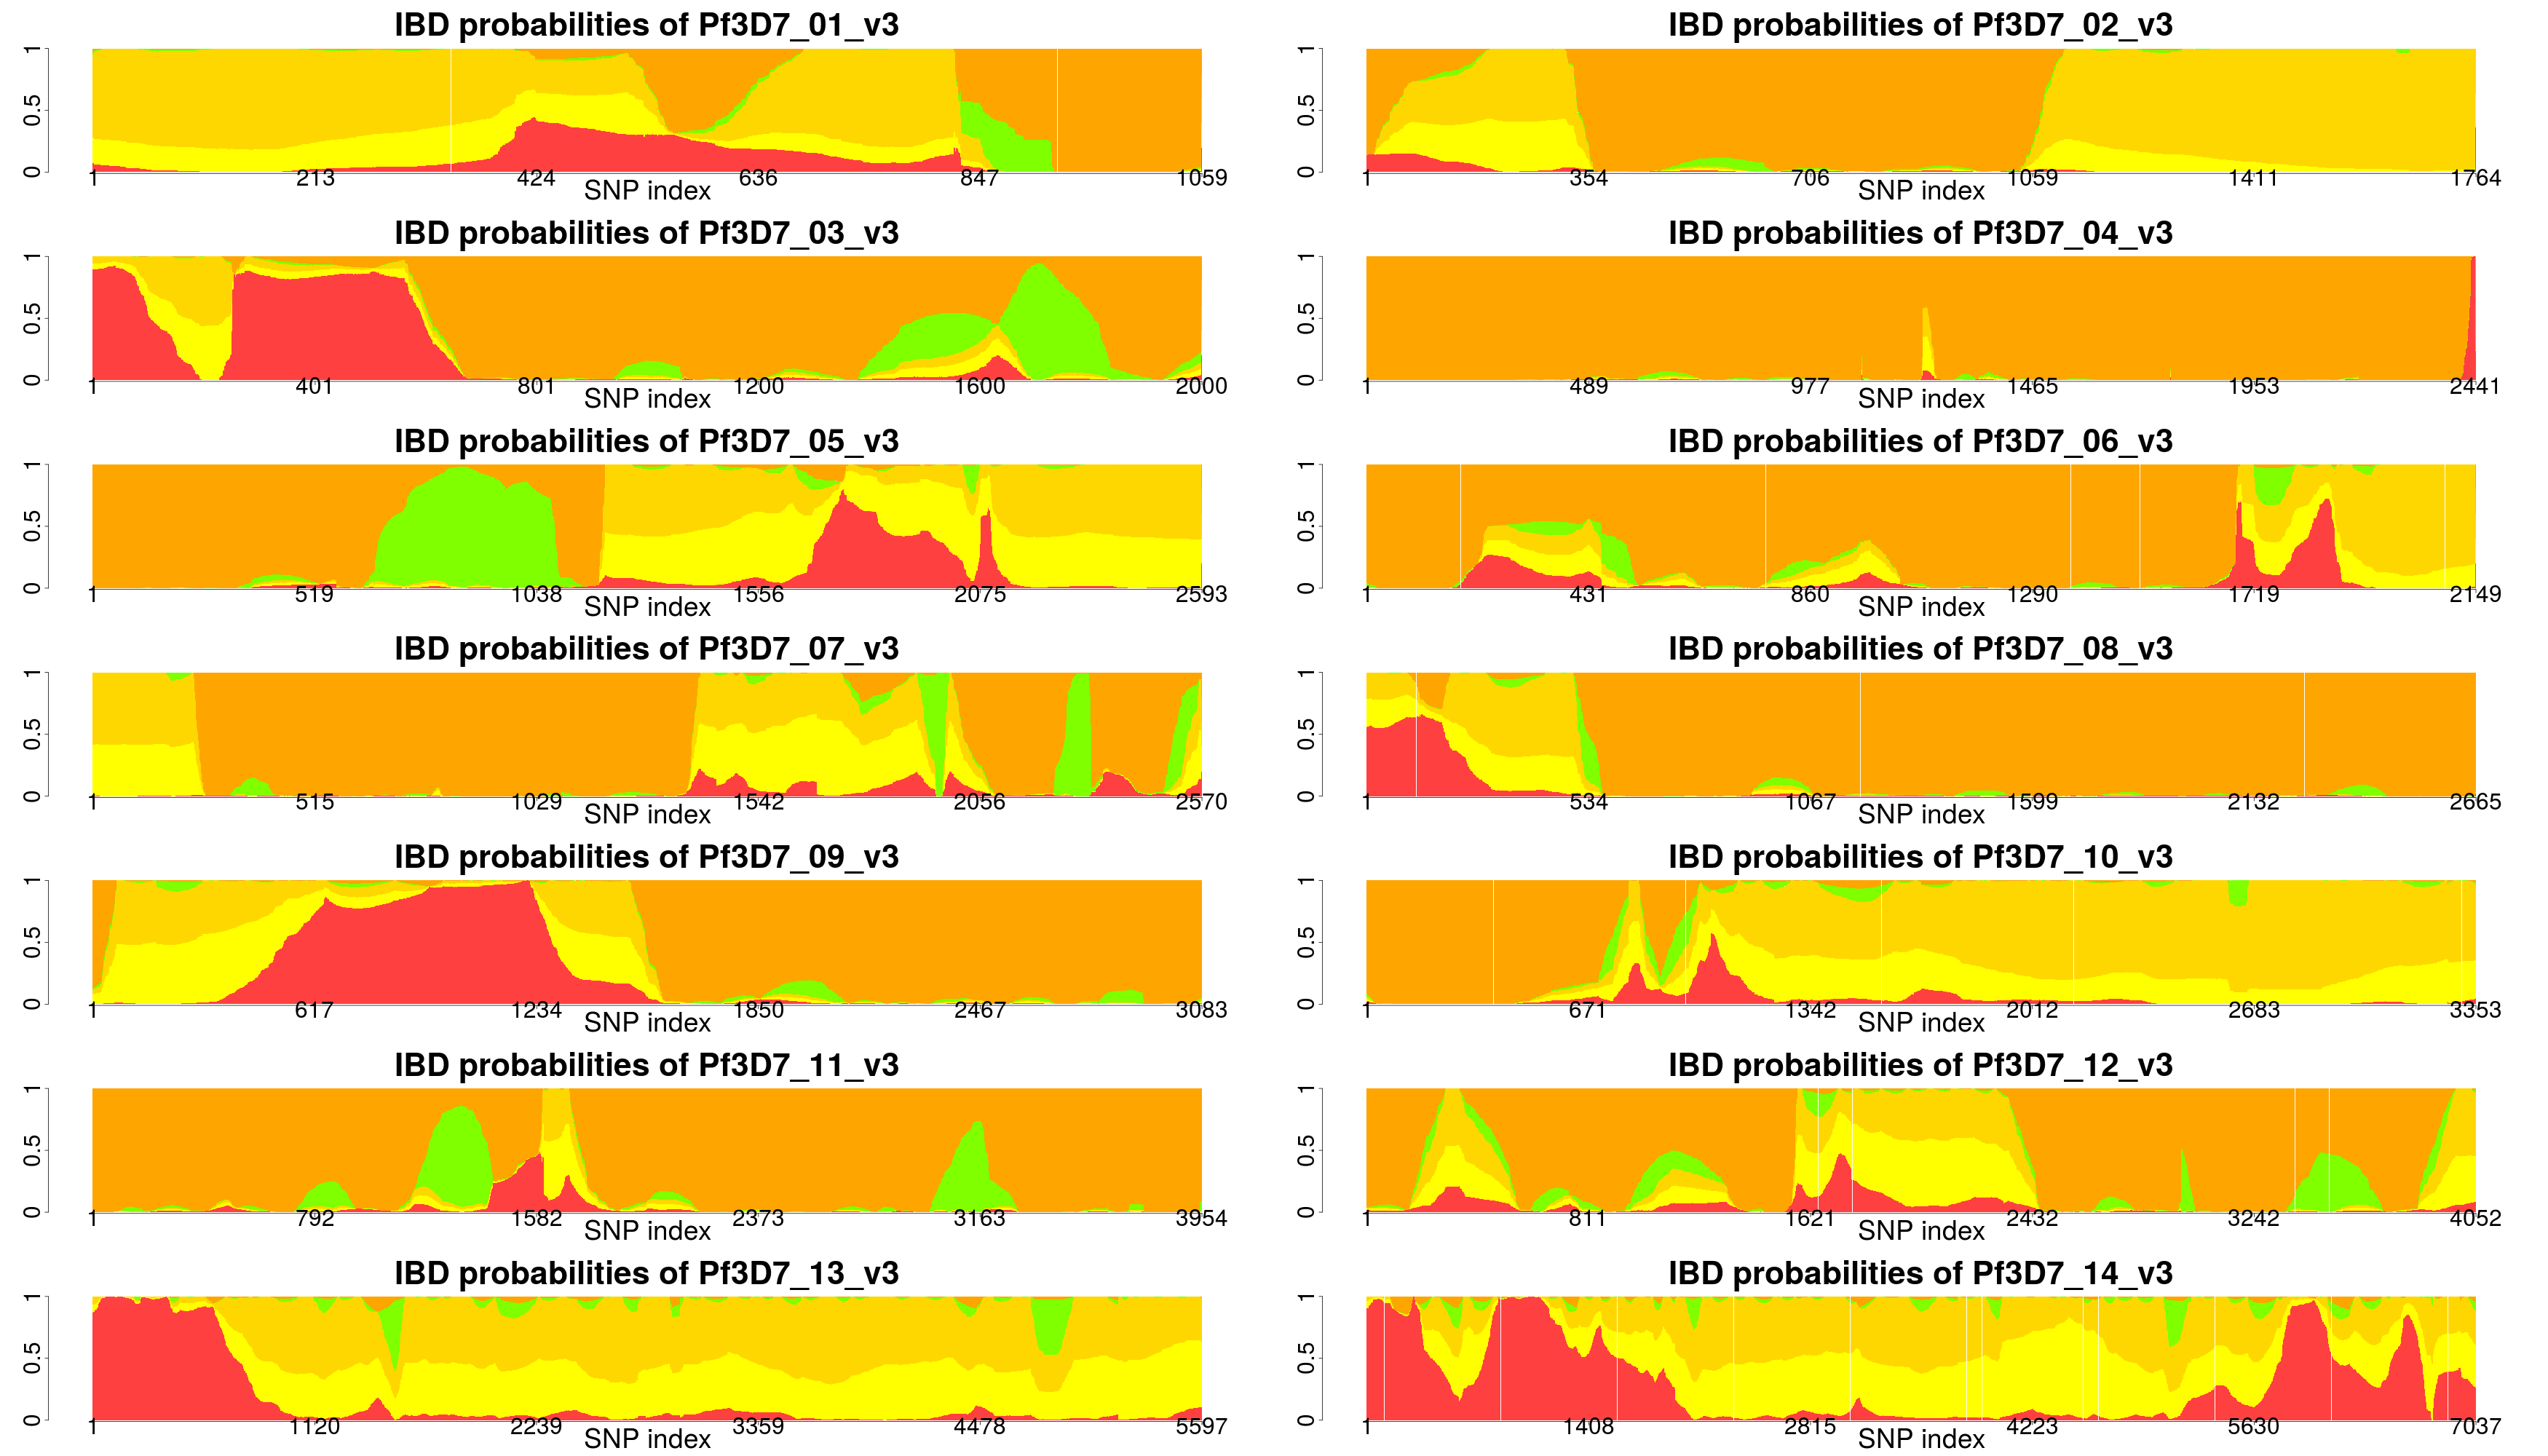 IBD probabilities of Pf3D7_01_v3
0 0.5 1
1 213 424 636 847 1059
SNP index
IBD probabilities of Pf3D7_02_v3
0 0.5 1
1 354 706 1059 1411 1764
SNP index
IBD probabilities of Pf3D7_03_v3
0 0.5 1
1 401 801 1200 1600 2000
SNP index
IBD probabilities of Pf3D7_04_v3
0 0.5 1
1 489 977 1465 1953 2441
SNP index
IBD probabilities of Pf3D7_05_v3
0 0.5 1
1 519 1038 1556 2075 2593
SNP index
IBD probabilities of Pf3D7_06_v3
0 0.5 1
1 431 860 1290 1719 2149
SNP index
IBD probabilities of Pf3D7_07_v3
0 0.5 1
1 515 1029 1542 2056 2570
SNP index
IBD probabilities of Pf3D7_08_v3
0 0.5 1
1 534 1067 1599 2132 2665
SNP index
IBD probabilities of Pf3D7_09_v3
0 0.5 1
1 617 1234 1850 2467 3083
SNP index
IBD probabilities of Pf3D7_10_v3
0 0.5 1
1 671 1342 2012 2683 3353
SNP index
IBD probabilities of Pf3D7_11_v3
0 0.5 1
1 792 1582 2373 3163 3954
SNP index
IBD probabilities of Pf3D7_12_v3
0 0.5 1
1 811 1621 2432 3242 4052
SNP index
IBD probabilities of Pf3D7_13_v3
0 0.5 1
1 1120 2239 3359 4478 5597
SNP index
IBD probabilities of Pf3D7_14_v3
0 0.5 1
1 1408 2815 4223 5630 7037
SNP index